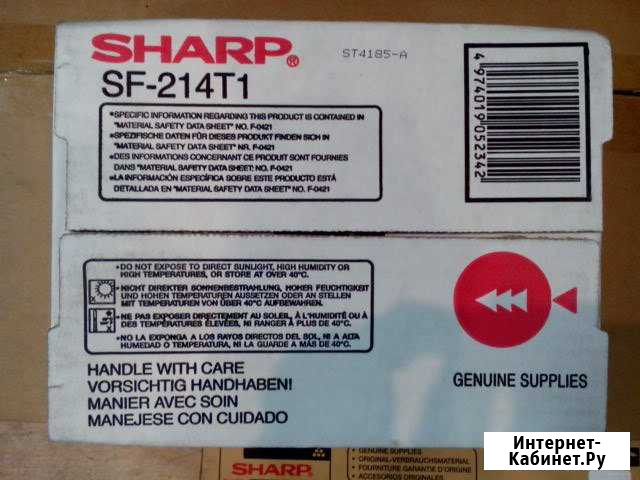 SHARP®
ST4185-A
SF-214T1
•SPECIFIC INFORMATION REGARDING THIS PRODUCT IS CONTAINED IN
"MATERIAL SAFETY DATA SHEET" NO. F-0421
•SPEZIFISCHE DATEN FÜR DIESES PRODUKT FINDEN SICH IN
"MATERIAL SAFETY DATA SHEET" NR. F-0421
•DES INFORMATIONS CONCERNANT CE PRODUIT SONT FOURNIES
DANS "MATERIAL SAFETY DATA SHEET" NO. F-0421
•LA INFORMACIÓN ESPECÍFICA SOBRE ESTE PRODUCTO ESTÁ
DETALLADA EN "MATERIAL SAFETY DATA SHEET" NO. F-0421
4974019052342
•DO NOT EXPOSE TO DIRECT SUNLIGHT, HIGH HUMIDITY OR
HIGH TEMPERATURES, OR STORE AT OVER 40°C.
•NICHT DIREKTER SONNENBESTRAHLUNG, HOHER FEUCHTIGKEIT
UND HOHEN TEMPERATUREN AUSSETZEN ODER AN STELLEN
MIT TEMPERATUREN VON ÜBER 40°C AUFBEWAHREN.
•NE PAS EXPOSER DIRECTEMENT AU SOLEIL, À L'HUMIDITÉ OU À
DES TEMPÉRATURES ÉLEVÉES, NI RANGER À PLUS DE 40°C.
•NO LA EXPONGA A LOS RAYOS DIRECTOS DEL SOL, NI A ALTA
HUMEDAD O TEMPERATURA, NI LA GUARDE A MÁS DE 40°C.
HANDLE WITH CARE
VORSICHTIG HANDHABEN!
MANIER AVEC SOIN
MANEJESE CON CUIDADO
GENUINE SUPPLIES
SHARP
• GENUINE SUPPLIES
• ORIGINAL-VERBRAUCHSMATERIAL
• FOURNITURE GARANTIE D'ORIGINE
• ACCESORIOS ORIGINALES
Интернет-
Кабинет.Ру